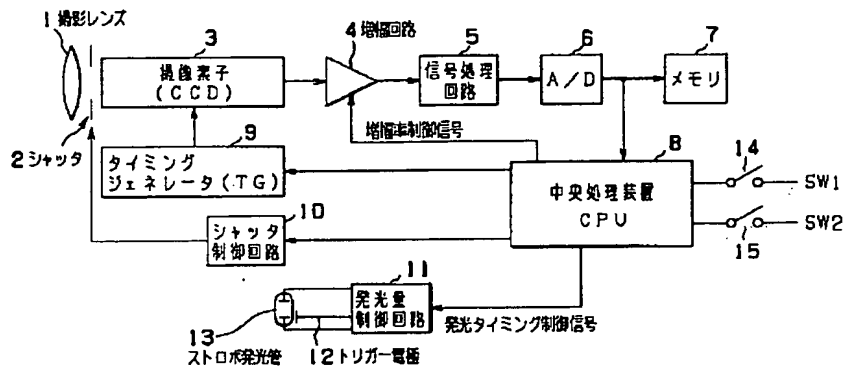 1 撮影レンズ
3
4 増幅回路
5
6
7
撮像素子
(CCD)
信号処理
回路
A/D
メモリ
2 シャッタ
9
増幅率制御信号
8
14
タイミング
ジェネレータ(TG)
中央処理装置
CPU
SW1
SW2
15
10
シャッタ
制御回路
11
発光量
制御回路
発光タイミング制御信号
13
ストロボ発光管
12 トリガー電極